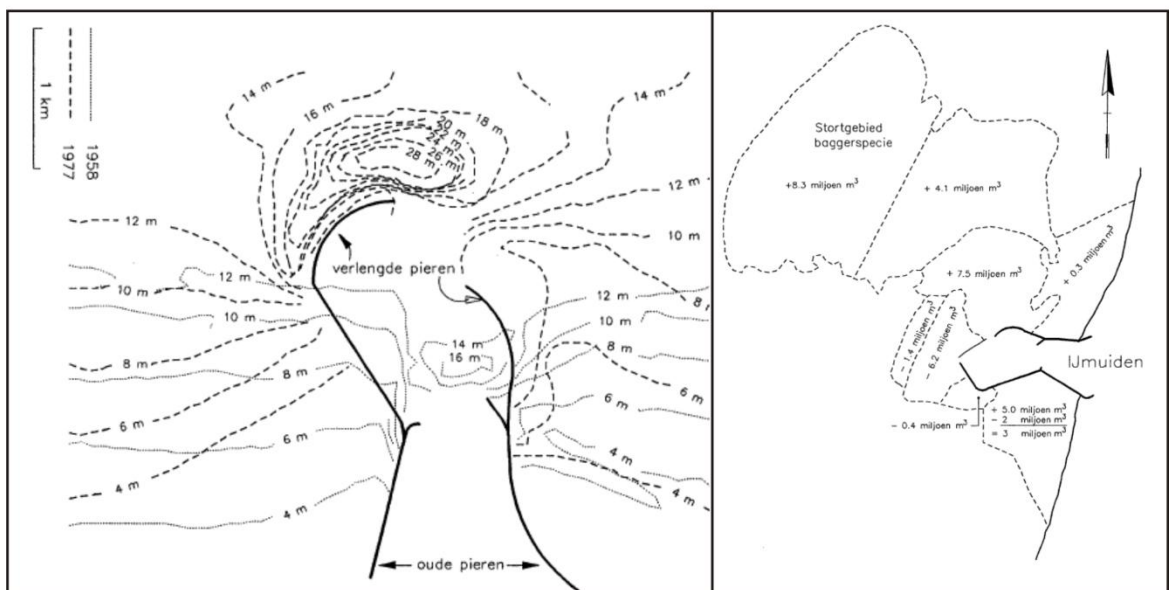 1 km
1977
1958
14 m
16 m
20 m
22 m
24 m
26 m
28 m
18 m
14 m
12 m
10 m
8 m
12 m
10 m
8 m
6 m
4 m
12 m
10 m
8 m
6 m
4 m
verlengde pieren
14 m
16 m
12 m
10 m
8 m
6 m
4 m
6 m
4 m
oude pieren
Stortgebied
baggerspecie
+8.3 miljoen m³
+ 4.1 miljoen m³
+ 0.3 miljoen m³
+ 7.5 miljoen m³
- 1.4 miljoen m³
- 6.2 miljoen m³
IJmuiden
- 0.4 miljoen m³
+ 5.0 miljoen m³
- 2 miljoen m³
= 3 miljoen m³